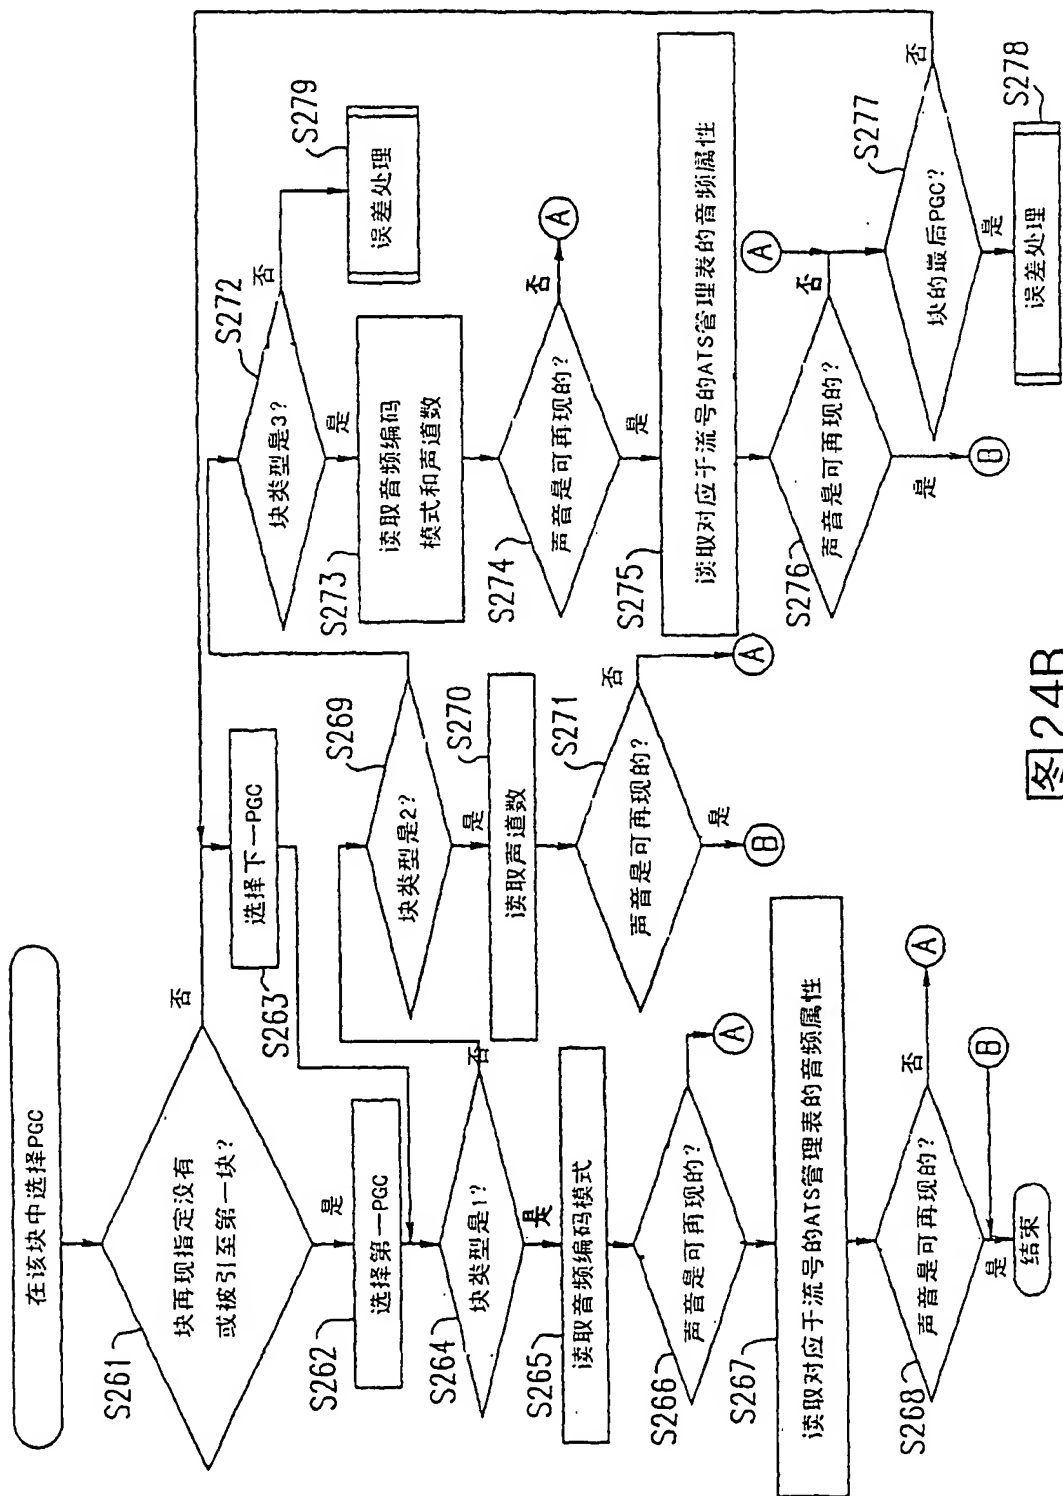 在该块中选择PGC
S261
块再现指定没有
或被引至第一块?
否
是
S262
选择第一PGC
S263
选择下一PGC
S264
块类型是1?
否
是
S265
读取音频编码模式
S266
声音是可再现的?
A
S267
读取对应于流号的ATS管理表的音频属性
S268
声音是可再现的?
否
A
是
B
结束
S269
块类型是2?
是
S270
读取声道数
S271
声音是可再现的?
否
A
是
B
S272
块类型是3?
否
是
S279
误差处理
S273
读取音频编码
模式和声道数
S274
声音是可再现的?
否
A
是
S275
读取对应于流号的ATS管理表的音频属性
S276
声音是可再现的?
否
A
是
B
S277
块的最后PGC?
否
是
S278
误差处理
图24B